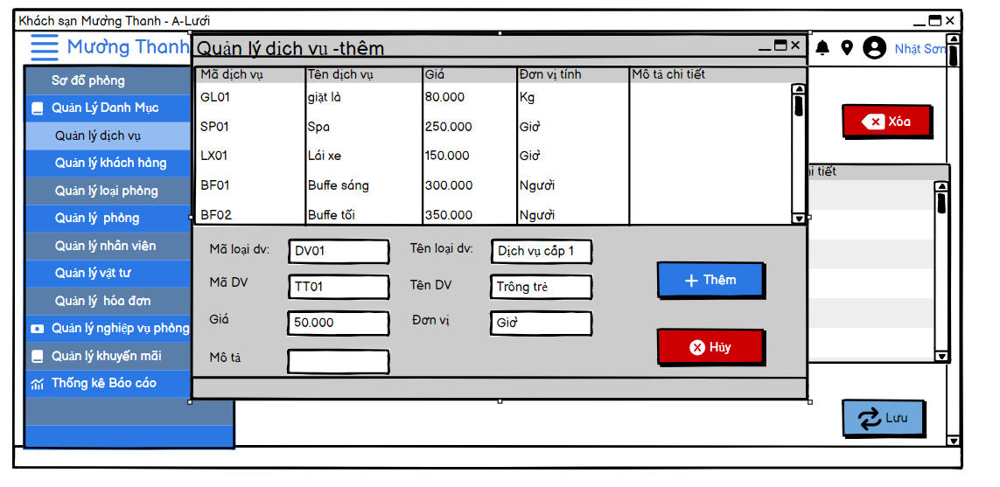 Khách sạn Mường Thanh - A-Lưới
Mường Thanh
Nhật Sơn
Quản lý dịch vụ -thêm
Mã dịch vụ Tên dịch vụ Giá Đơn vị tính Mô tả chi tiết
GL01 giặt là 80.000 Kg
SP01 Spa 250.000 Giờ
LX01 Lái xe 150.000 Giờ
BF01 Buffe sáng 300.000 Người
BF02 Buffe tối 350.000 Người
Mã loại dv: DV01 Tên loại dv: Dịch vụ cấp 1
Mã DV TT01 Tên DV Trông trẻ
Giá 50.000 Đơn vị Giờ
Mô tả
Thêm
Hủy
Sơ đồ phòng
Quản Lý Danh Mục
Quản lý dịch vụ
Quản lý khách hàng
Quản lý loại phòng
Quản lý phòng
Quản lý nhân viên
Quản lý vật tư
Quản lý hóa đơn
Quản lý nghiệp vụ phòng
Quản lý khuyến mãi
Thống kê Báo cáo
Xóa
tiết
Lưu